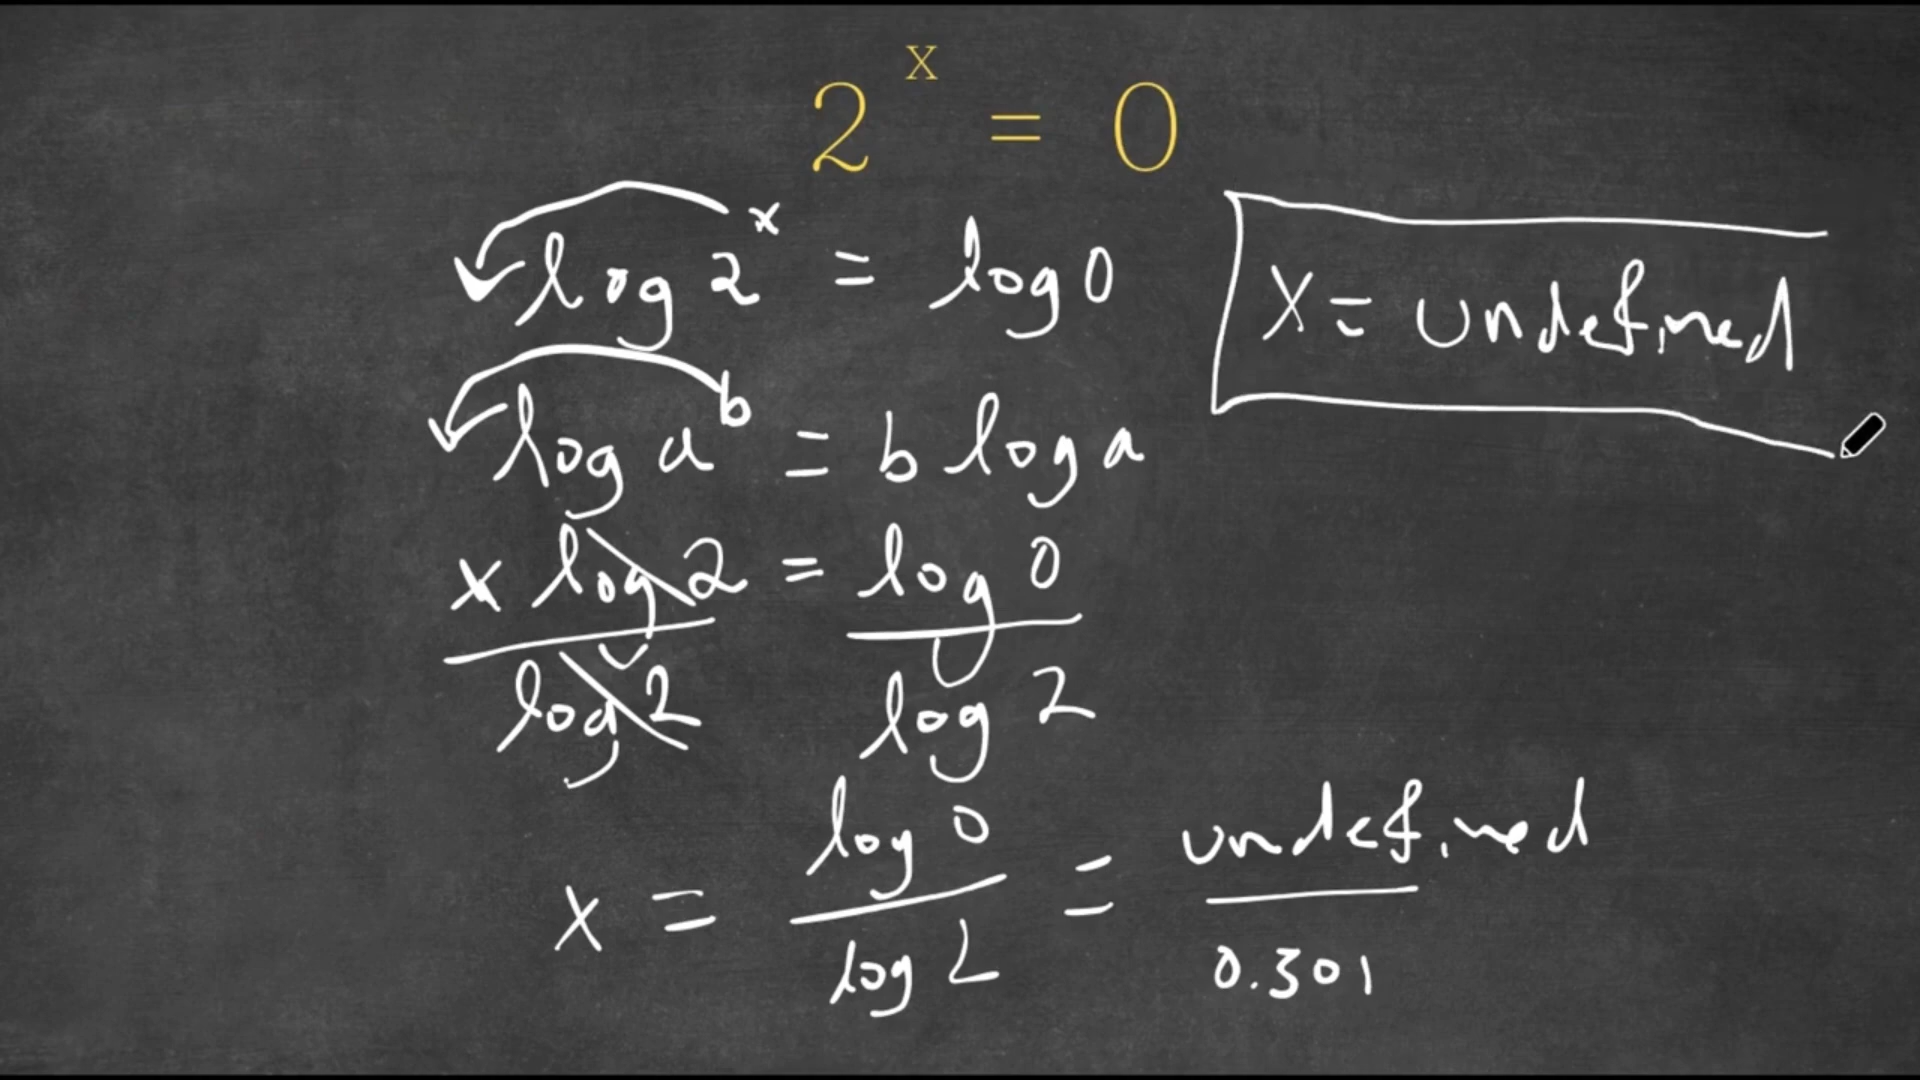 2^x = 0
log 2^x = log 0
x = undefined
log a^b = b log a
x log 2 / log 2 = log 0 / log 2
x = log 0 / log 2 = undefined / 0.301